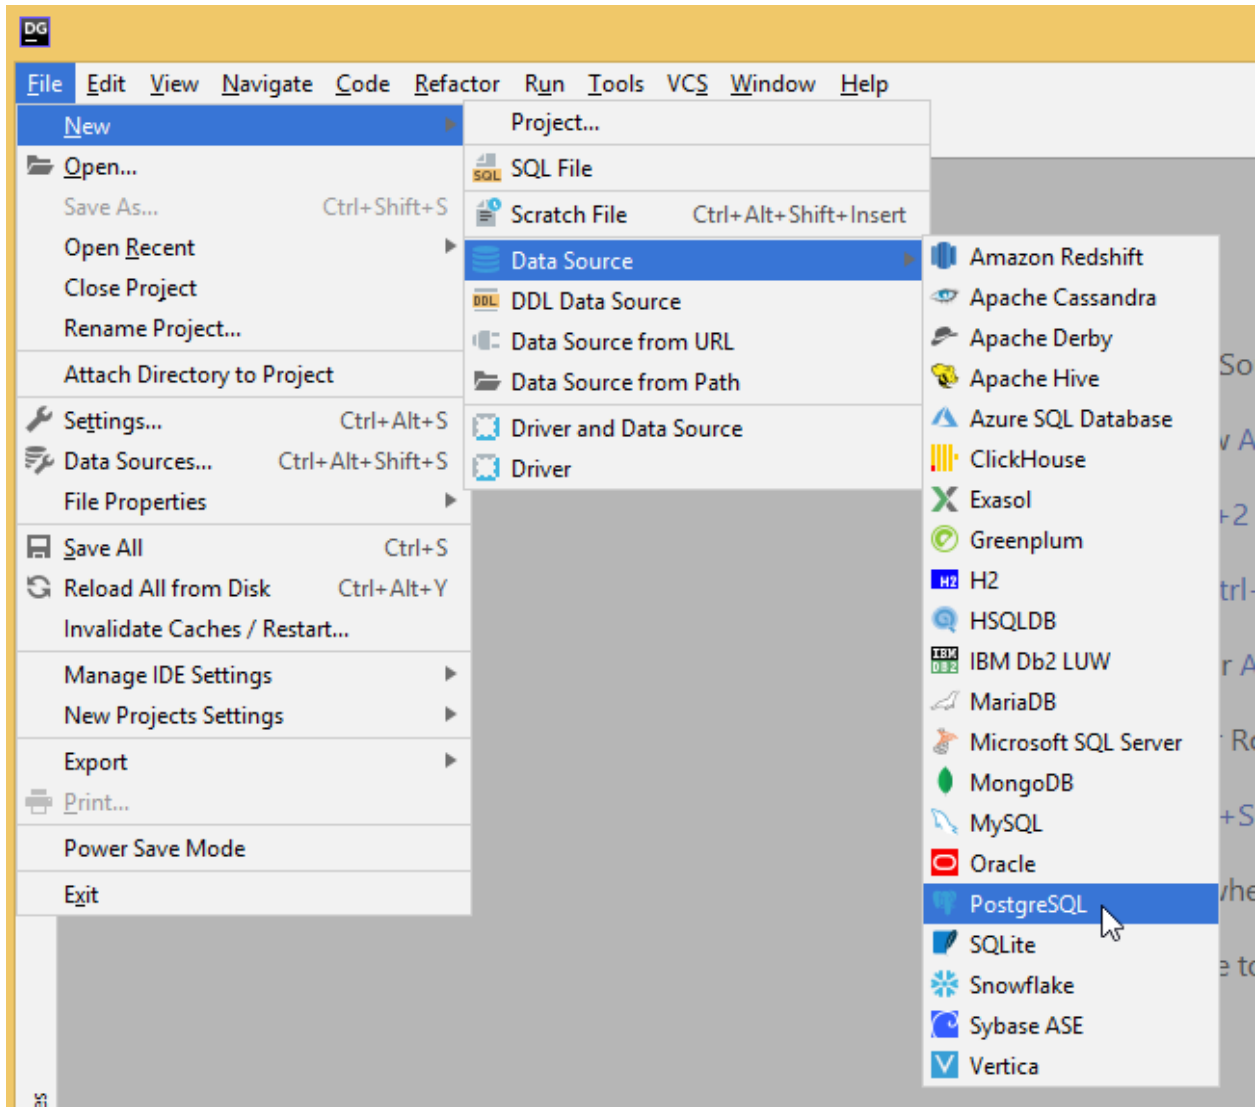 DG
File Edit View Navigate Code Refactor Run Tools VCS Window Help
New
Open...
Save As... Ctrl+Shift+S
Open Recent
Close Project
Rename Project...
Attach Directory to Project
Settings... Ctrl+Alt+S
Data Sources... Ctrl+Alt+Shift+S
File Properties
Save All Ctrl+S
Reload All from Disk Ctrl+Alt+Y
Invalidate Caches / Restart...
Manage IDE Settings
New Projects Settings
Export
Print...
Power Save Mode
Exit
Project...
SQL SQL File
Scratch File Ctrl+Alt+Shift+Insert
Data Source
DDL DDL Data Source
Data Source from URL
Data Source from Path
Driver and Data Source
Driver
Amazon Redshift
Apache Cassandra
Apache Derby
Apache Hive
Azure SQL Database
ClickHouse
Exasol
Greenplum
H2 H2
HSQLDB
IBM DB2 IBM Db2 LUW
MariaDB
Microsoft SQL Server
MongoDB
MySQL
Oracle
PostgreSQL
SQLite
Snowflake
Sybase ASE
Vertica